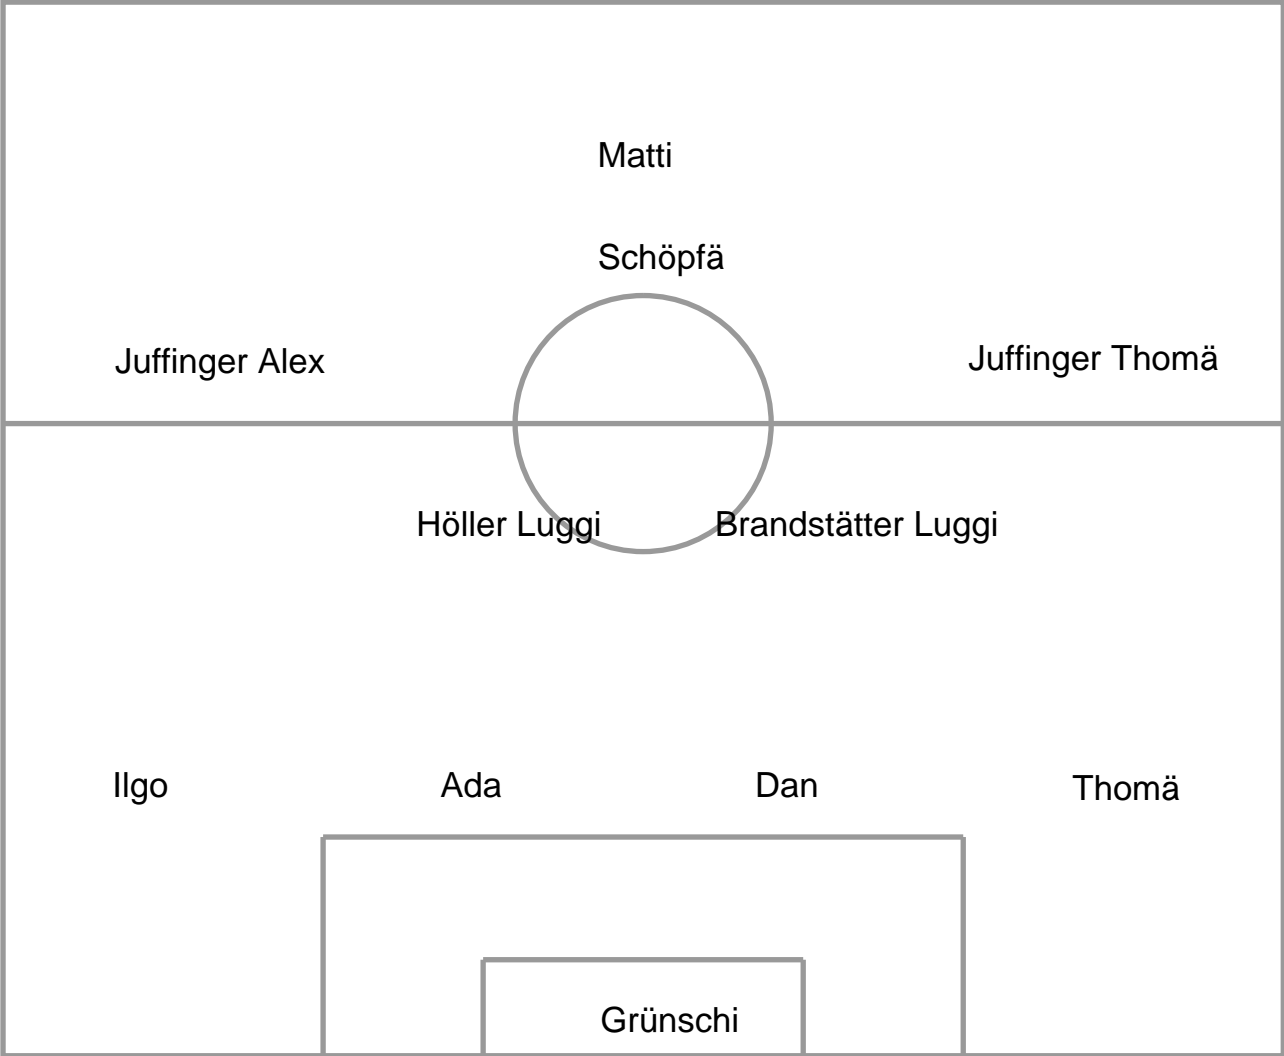 Matti
Schöpfä
Juffinger Alex
Juffinger Thomä
Höller Luggi
Brandstätter Luggi
Ilgo
Ada
Dan
Thomä
Grünschi